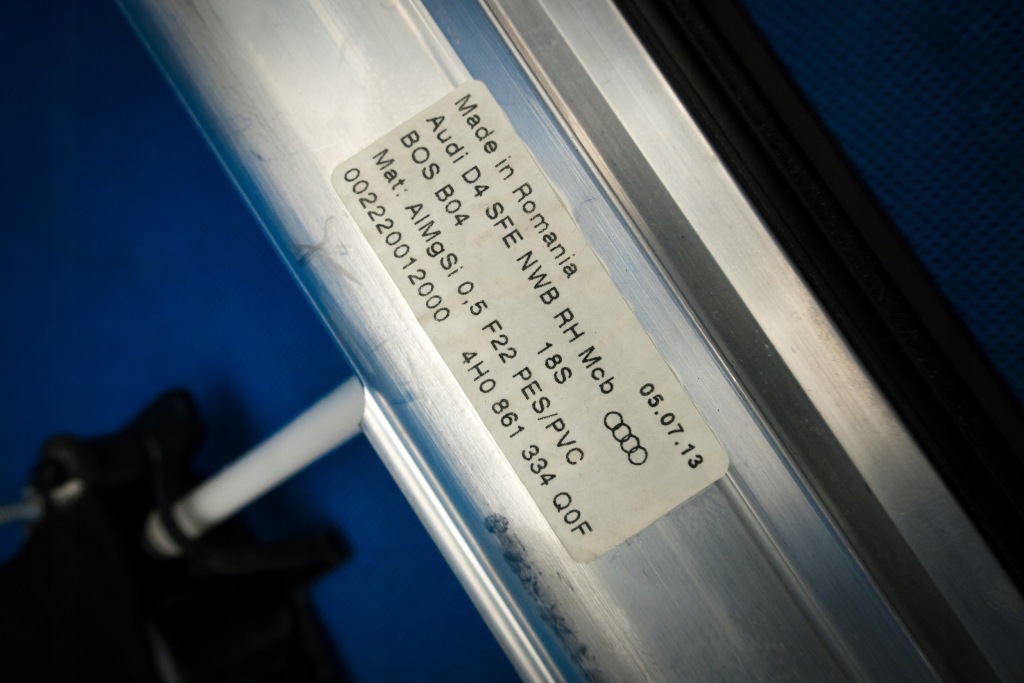 Made in Romania 05.07.13
Audi D4 SFE NWB RH Mcb
BOS B04 18S
Mat: AlMgSi 0,5 F22 PES/PVC
002220012000 4H0 861 334 Q0F